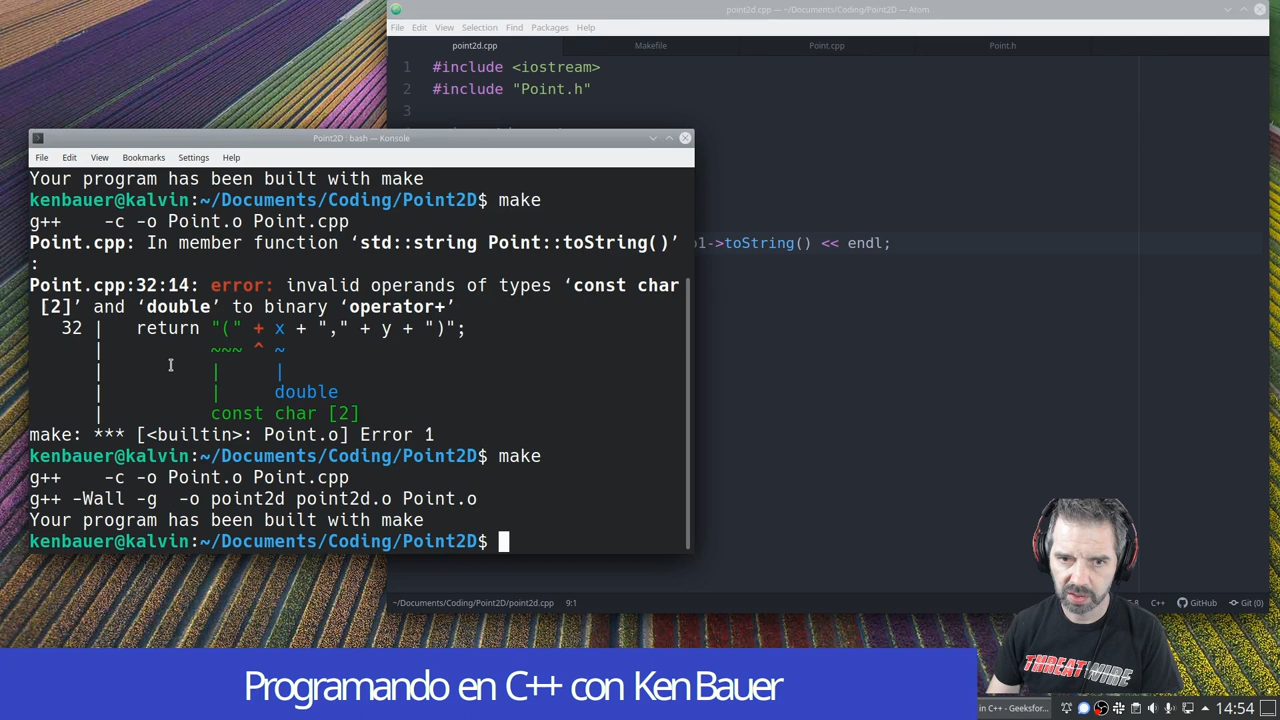 point2d.cpp — ~/Documents/Coding/Point2D — Atom
File Edit View Selection Find Packages Help
point2d.cpp Makefile Point.cpp Point.h
1 #include <iostream>
2 #include "Point.h"
3
->toString() << endl;
~/Documents/Coding/Point2D/point2d.cpp 9:1 C++ GitHub Git (0)
Point2D : bash — Konsole
File Edit View Bookmarks Settings Help
Your program has been built with make
kenbauer@kalvin:~/Documents/Coding/Point2D$ make
g++ -c -o Point.o Point.cpp
Point.cpp: In member function ‘std::string Point::toString()’
:
Point.cpp:32:14: error: invalid operands of types ‘const char
[2]’ and ‘double’ to binary ‘operator+’
32 | return "(" + x + "," + y + ")";
| ~~~ ^ ~
| | |
| | double
| const char [2]
make: *** [<builtin>: Point.o] Error 1
kenbauer@kalvin:~/Documents/Coding/Point2D$ make
g++ -c -o Point.o Point.cpp
g++ -Wall -g -o point2d point2d.o Point.o
Your program has been built with make
kenbauer@kalvin:~/Documents/Coding/Point2D$
THREAT WIRE
Programando en C++ con Ken Bauer
in C++ - Geeksfor... 14:54